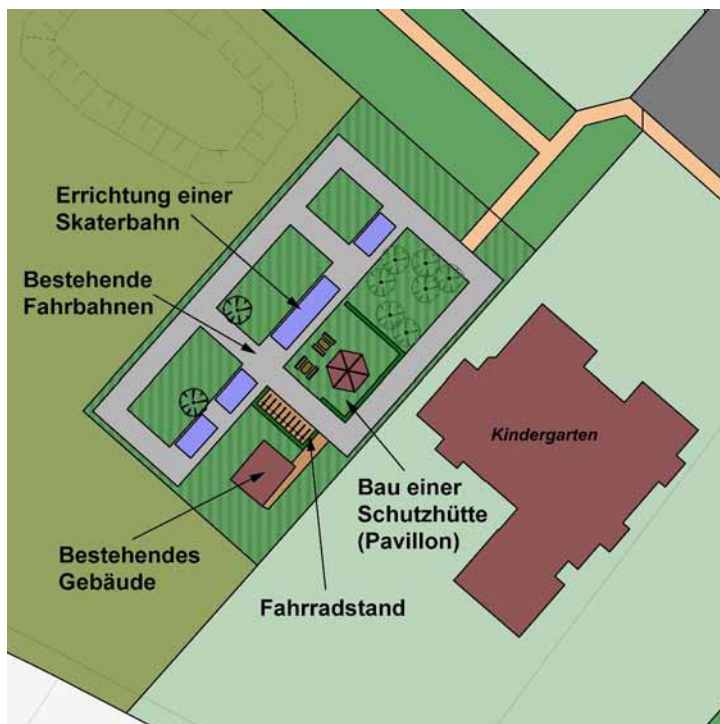 Errichtung einer
Skaterbahn
Bestehende
Fahrbahnen
Kindergarten
Bau einer
Schutzhütte
(Pavillon)
Bestehendes
Gebäude
Fahrradstand